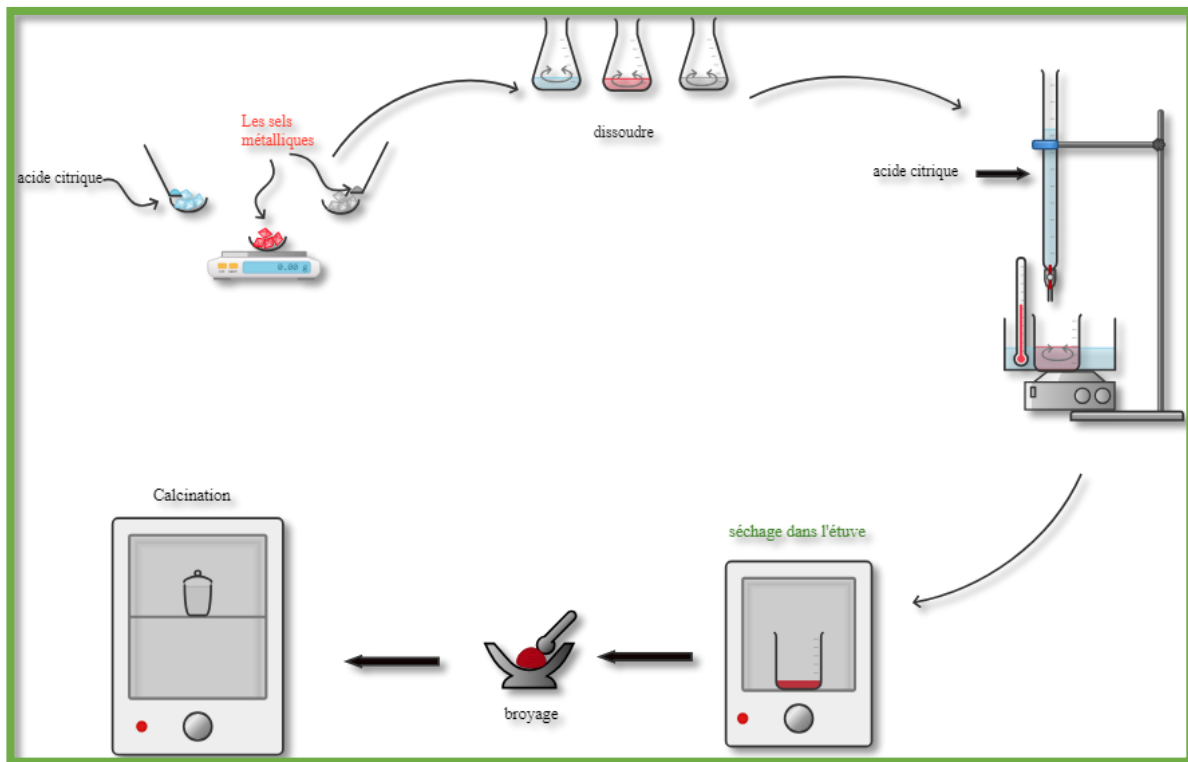 Les sels
métalliques
acide citrique
0.00 g
dissoudre
acide citrique
séchage dans l'étuve
broyage
Calcination